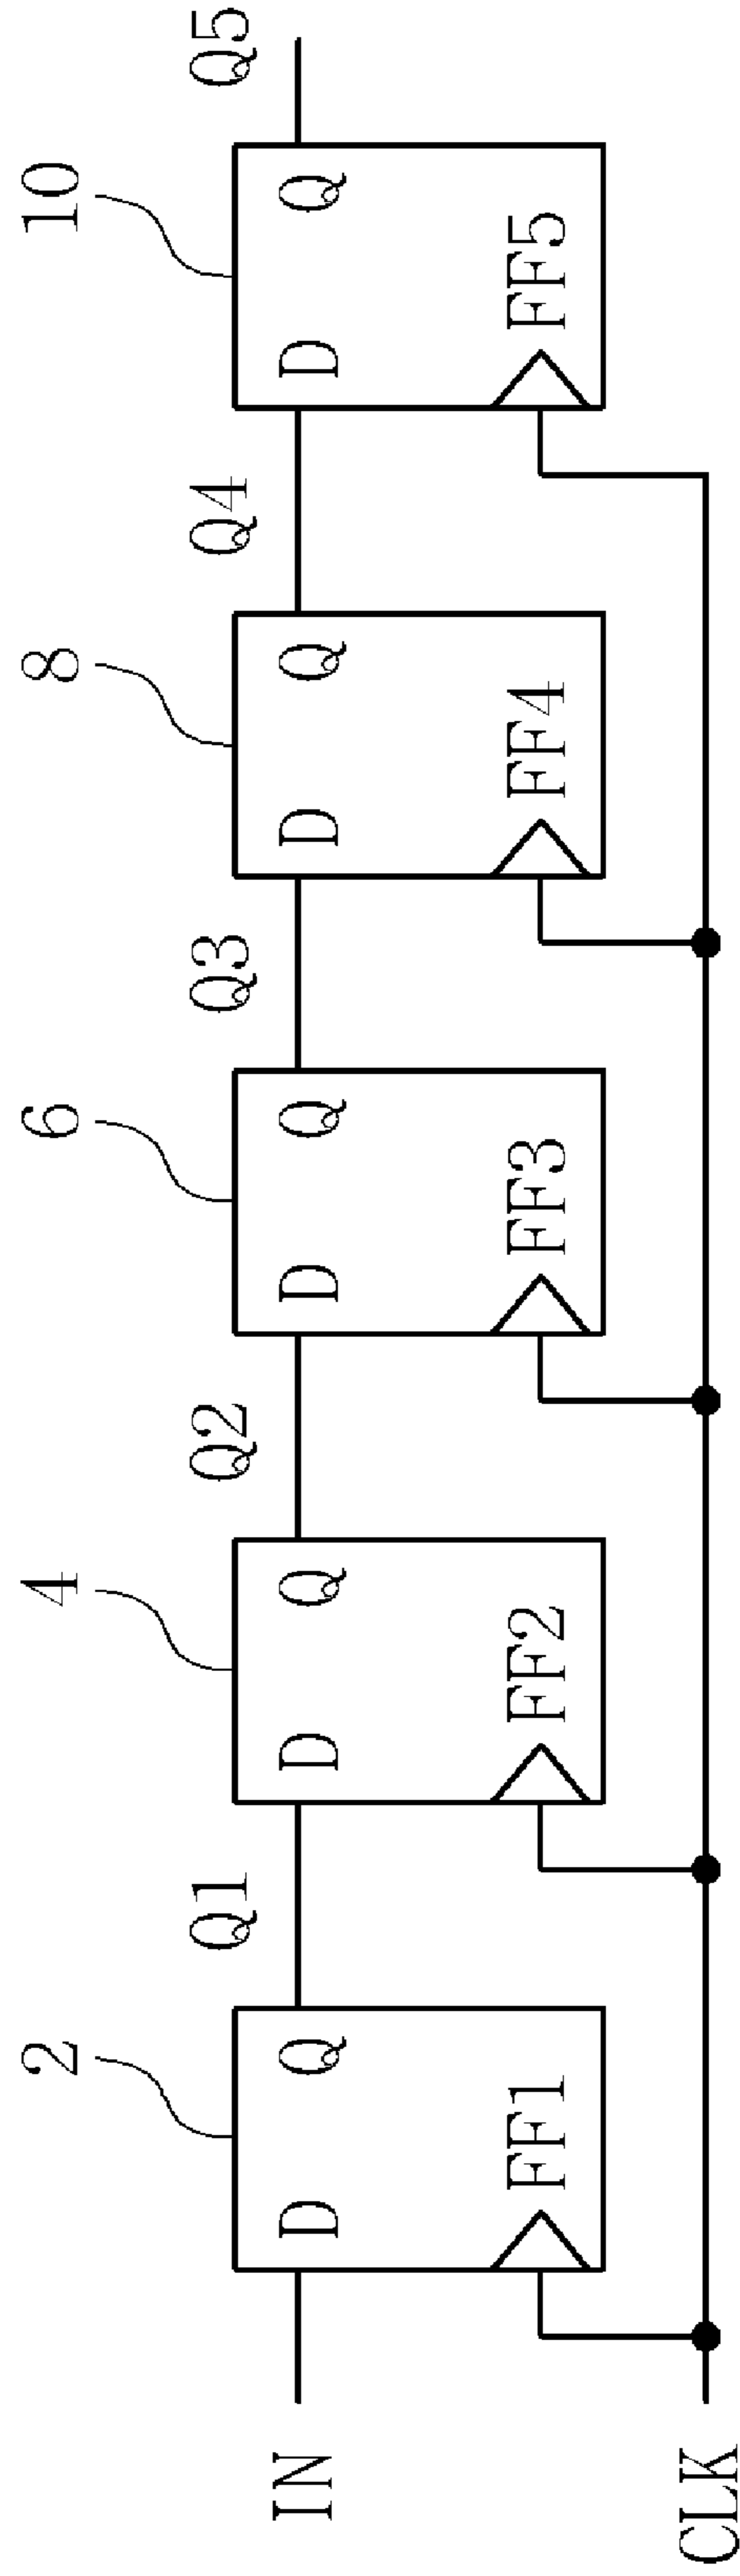 2 4 6 8 10
Q1 Q2 Q3 Q4 Q5
IN D Q D Q D Q D Q D Q
FF1 FF2 FF3 FF4 FF5
CLK